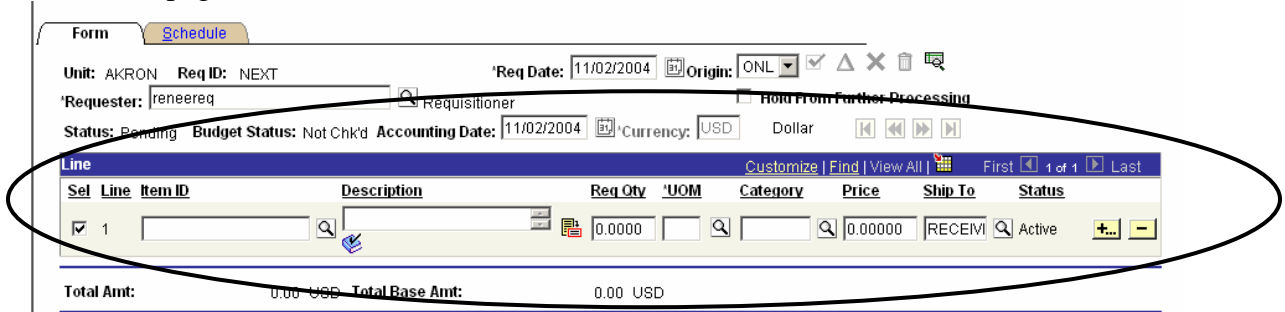 Form Schedule
Unit: AKRON Req ID: NEXT *Req Date: 11/02/2004 Origin: ONL
*Requester: reneereq Requisitioner Hold From Further Processing
Status: Pending Budget Status: Not Chk'd Accounting Date: 11/02/2004 *Currency: USD Dollar
Line Customize | Find | View All | First 1 of 1 Last
Sel Line Item ID Description Req Qty *UOM Category Price Ship To Status
1 0.0000 0.00000 RECEIVI Active +... −
Total Amt: 0.00 USD Total Base Amt: 0.00 USD